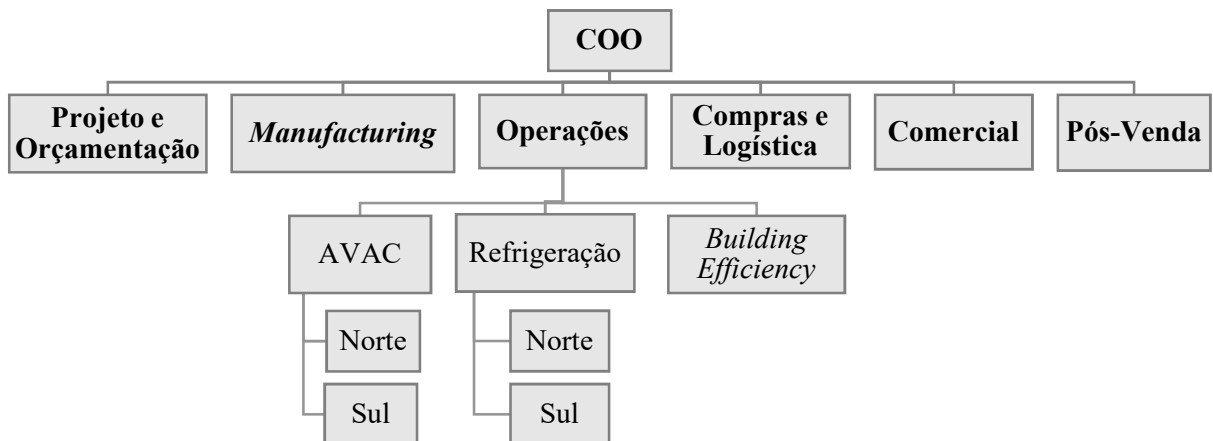 COO
Projeto e
Orçamentação
Manufacturing
Operações
Compras e
Logística
Comercial
Pós-Venda
AVAC
Refrigeração
Building
Efficiency
Norte
Norte
Sul
Sul